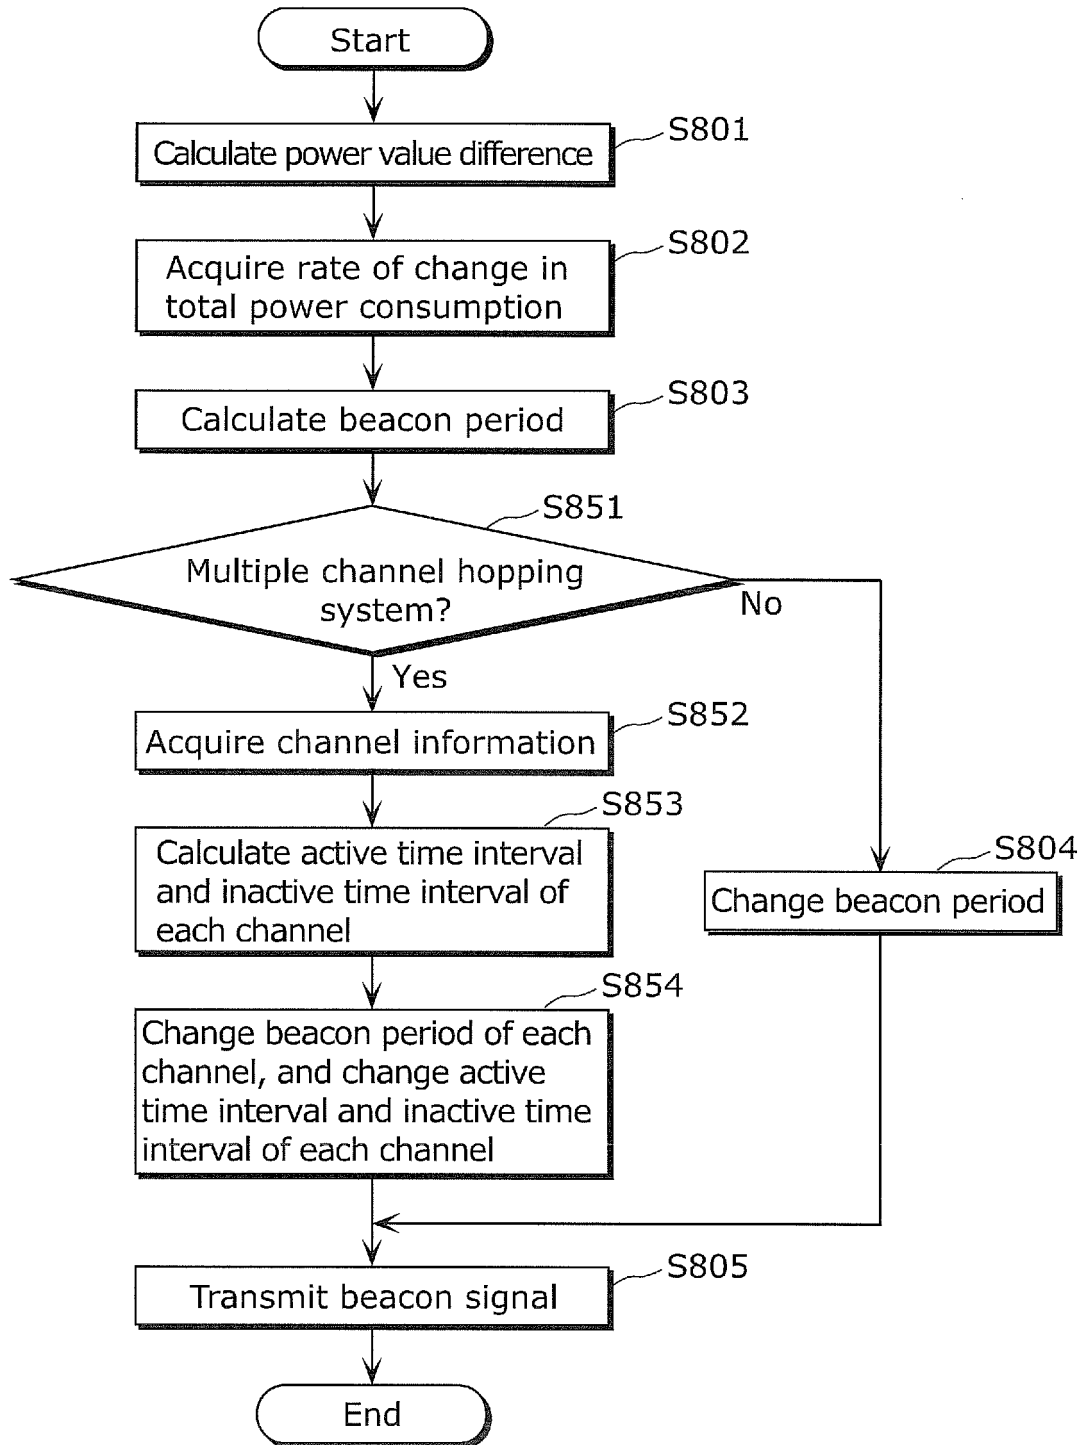 Start
S801
Calculate power value difference
S802
Acquire rate of change in
total power consumption
S803
Calculate beacon period
S851
Multiple channel hopping
system?
No
Yes
S852
Acquire channel information
S853
Calculate active time interval
and inactive time interval of
each channel
S804
Change beacon period
S854
Change beacon period of each
channel, and change active
time interval and inactive time
interval of each channel
S805
Transmit beacon signal
End